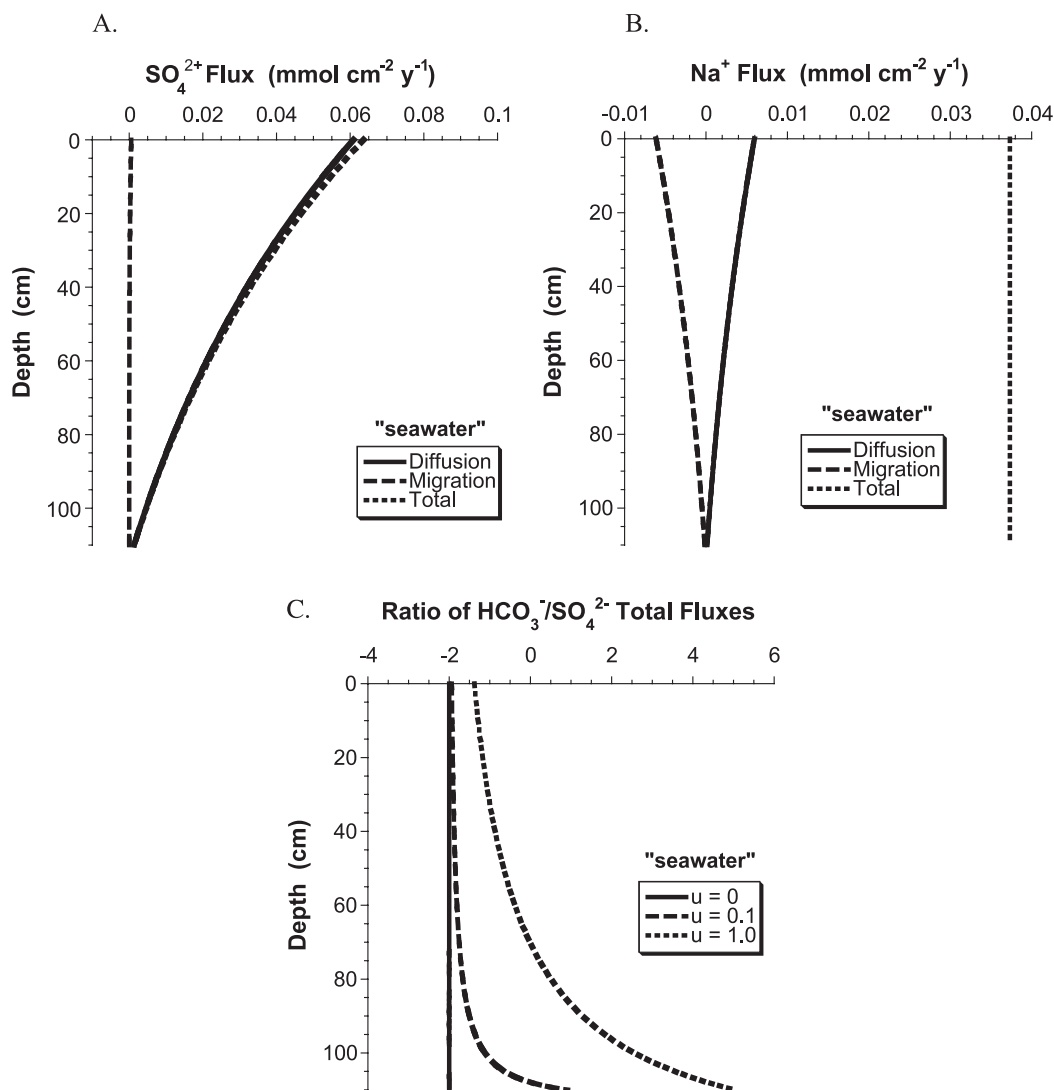 A.
SO₄²⁺ Flux (mmol cm⁻² y⁻¹)
0 0.02 0.04 0.06 0.08 0.1
0
20
40
60
80
100
Depth (cm)
"seawater"
Diffusion
Migration
Total
B.
Na⁺ Flux (mmol cm⁻² y⁻¹)
-0.01 0 0.01 0.02 0.03 0.04
0
20
40
60
80
100
Depth (cm)
"seawater"
Diffusion
Migration
Total
C.
Ratio of HCO₃⁻/SO₄²⁻ Total Fluxes
-4 -2 0 2 4 6
0
20
40
60
80
100
Depth (cm)
"seawater"
u = 0
u = 0.1
u = 1.0